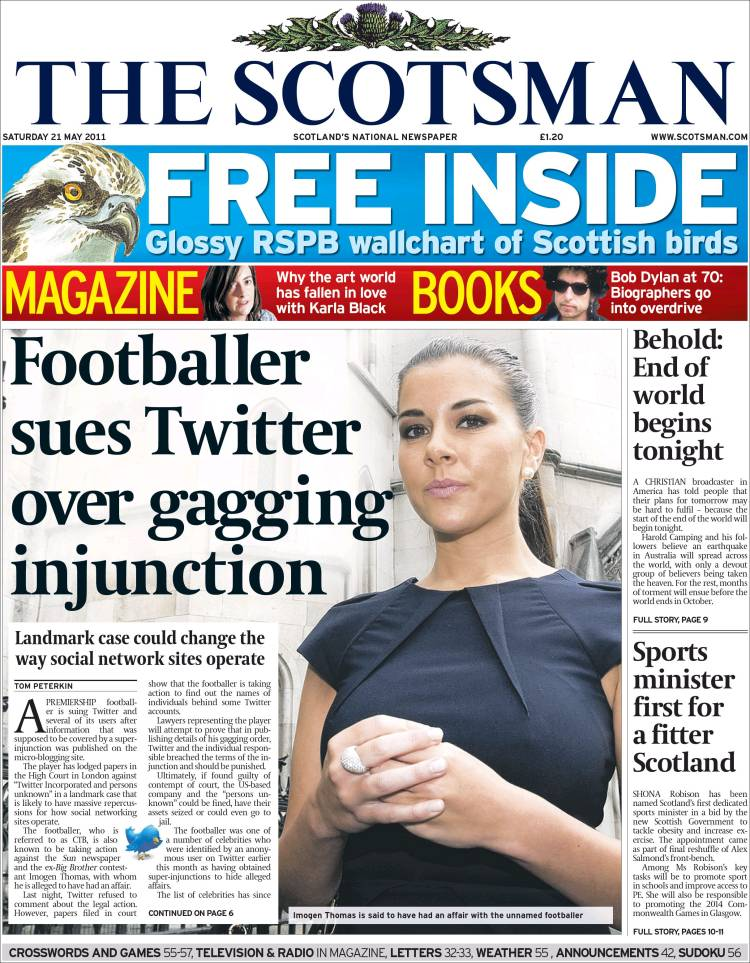 THE SCOTSMAN
SATURDAY 21 MAY 2011
SCOTLAND'S NATIONAL NEWSPAPER
£1.20
WWW.SCOTSMAN.COM
FREE INSIDE
Glossy RSPB wallchart of Scottish birds
MAGAZINE
Why the art world
has fallen in love
with Karla Black
BOOKS
Bob Dylan at 70:
Biographers go
into overdrive
Footballer
sues Twitter
over gagging
injunction
Landmark case could change the
way social network sites operate
TOM PETERKIN
A PREMIERSHIP footbal-
er is suing Twitter and
several of its users after
information that was
supposed to be covered by a super-
injunction was published on the
micro-blogging site.
The player has lodged papers in
the High Court in London against
"Twitter Incorporated and persons
unknown" in a landmark case that
is likely to have massive repercus-
sions for how social networking
sites operate.
The footballer, who is
referred to as CTB, is also
known to be taking action
against the Sun newspaper
and the ex-Big Brother contest-
ant Imogen Thomas, with whom
he is alleged to have had an affair.
Last night, Twitter refused to
comment about the legal action.
However, papers filed in court
show that the footballer is taking
action to find out the names of
individuals behind some Twitter
accounts.
Lawyers representing the player
will attempt to prove that in pub-
lishing details of his gagging order,
Twitter and the individual respon-
sible breached the terms of the in-
junction and should be punished.
Ultimately, if found guilty of
contempt of court, the US-based
company and the "persons un-
known" could be fined, have their
assets seized or could even go to
jail.
The footballer was one of
a number of celebrities who
were identified by an anony-
mous user on Twitter earlier
this month as having obtained
super-injunctions to hide alleged
affairs.
The list of celebrities has since
CONTINUED ON PAGE 6
Imogen Thomas is said to have had an affair with the unnamed footballer
Behold:
End of
world
begins
tonight
A CHRISTIAN broadcaster in
America has told people that
their plans for tomorrow may
be hard to fulfil – because the
start of the end of the world will
begin tonight.
Harold Camping and his fol-
lowers believe an earthquake
in Australia will spread across
the world, with only a devout
group of believers being taken
the heaven. For the rest, months
of torment will ensue before the
world ends in October.
FULL STORY, PAGE 9
Sports
minister
first for
a fitter
Scotland
SHONA Robison has been
named Scotland's first dedicated
sports minister in a bid by the
new Scottish Government to
tackle obesity and increase ex-
ercise. The appointment came
as part of final reshuffle of Alex
Salmond's front-bench.
Among Ms Robison's key
tasks will be to promote sport
in schools and improve access to
PE. She will also be responsible
to promoting the 2014 Com-
monwealth Games in Glasgow.
FULL STORY, PAGES 10-11
CROSSWORDS AND GAMES 55-57, TELEVISION & RADIO IN MAGAZINE, LETTERS 32-33, WEATHER 55 , ANNOUNCEMENTS 42, SUDOKU 56